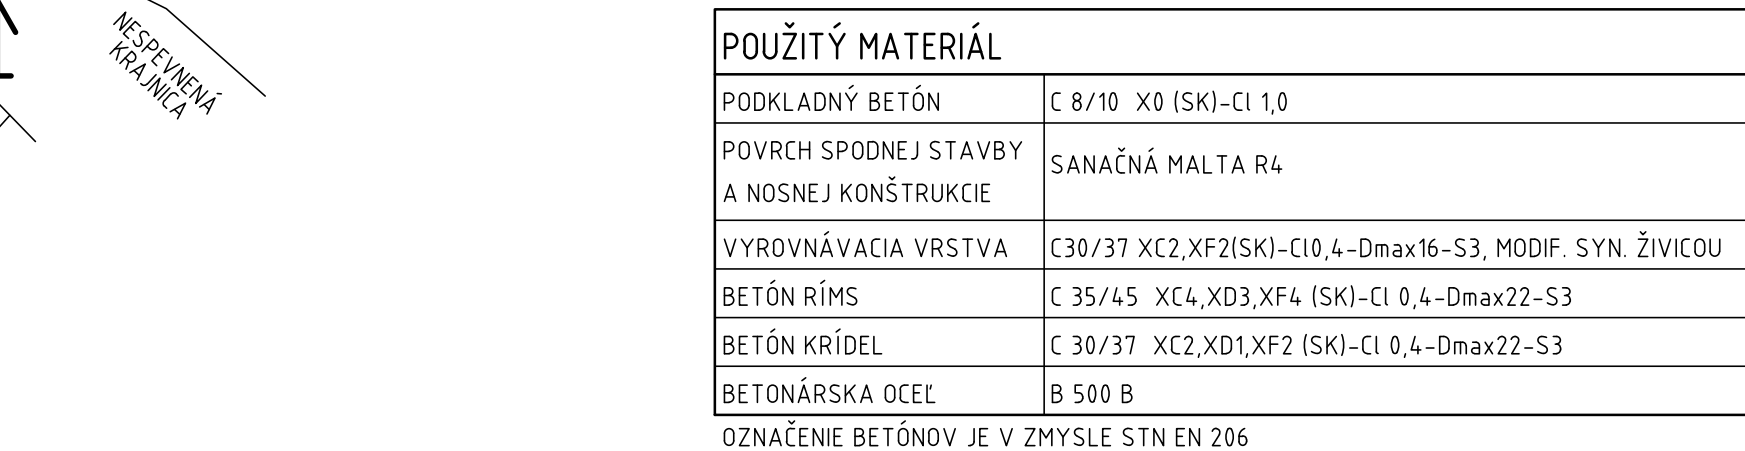 NESPEVNENÁ
KRAJNICA
POUŽITÝ MATERIÁL
PODKLADNÝ BETÓN C 8/10 X0 (SK)-Cl 1,0
POVRCH SPODNEJ STAVBY
A NOSNEJ KONŠTRUKCIE
SANAČNÁ MALTA R4
VYROVNÁVACIA VRSTVA C30/37 XC2,XF2(SK)-Cl0,4-Dmax16-S3, MODIF. SYN. ŽIVICOU
BETÓN RÍMS C 35/45 XC4,XD3,XF4 (SK)-Cl 0,4-Dmax22-S3
BETÓN KRÍDEL C 30/37 XC2,XD1,XF2 (SK)-Cl 0,4-Dmax22-S3
BETONÁRSKA OCEĽ B 500 B
OZNAČENIE BETÓNOV JE V ZMYSLE STN EN 206